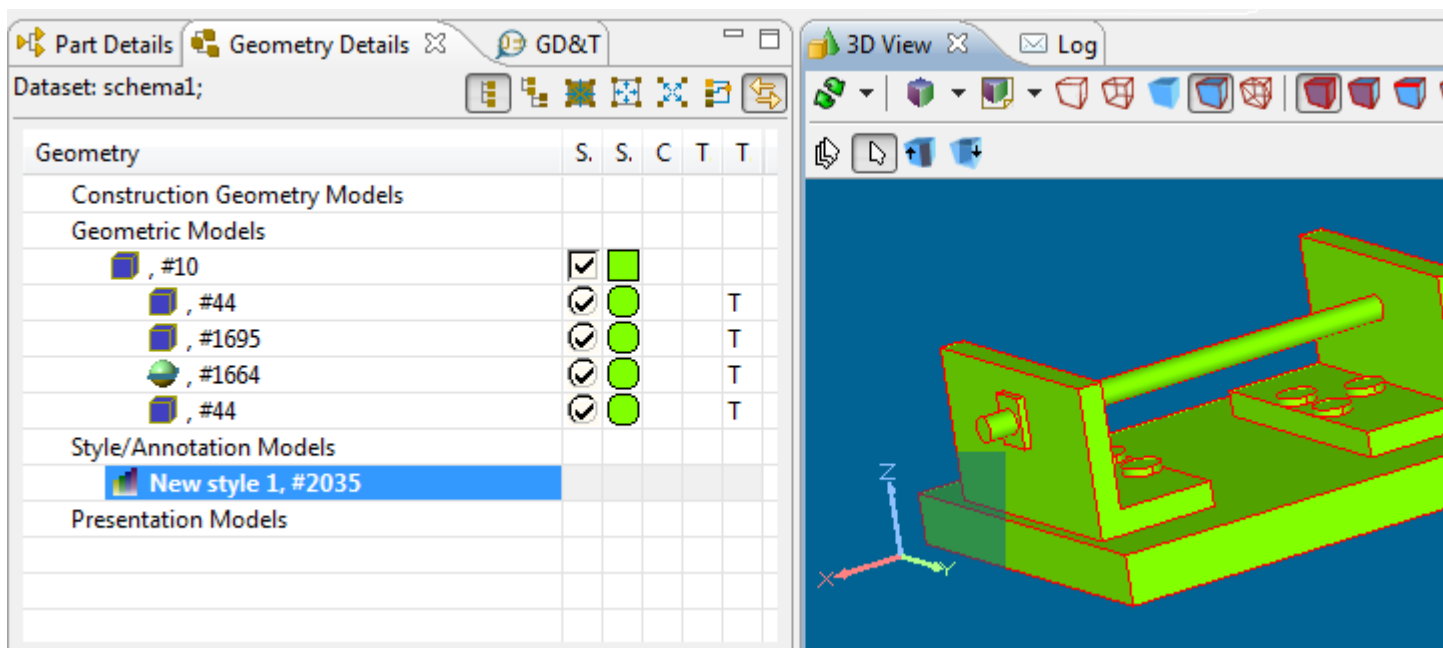 Part Details Geometry Details GD&T
Dataset: schema1;
Geometry S. S. C T T
Construction Geometry Models
Geometric Models
, #10
, #44 T
, #1695 T
, #1664 T
, #44 T
Style/Annotation Models
New style 1, #2035
Presentation Models
3D View Log
Z
X
Y